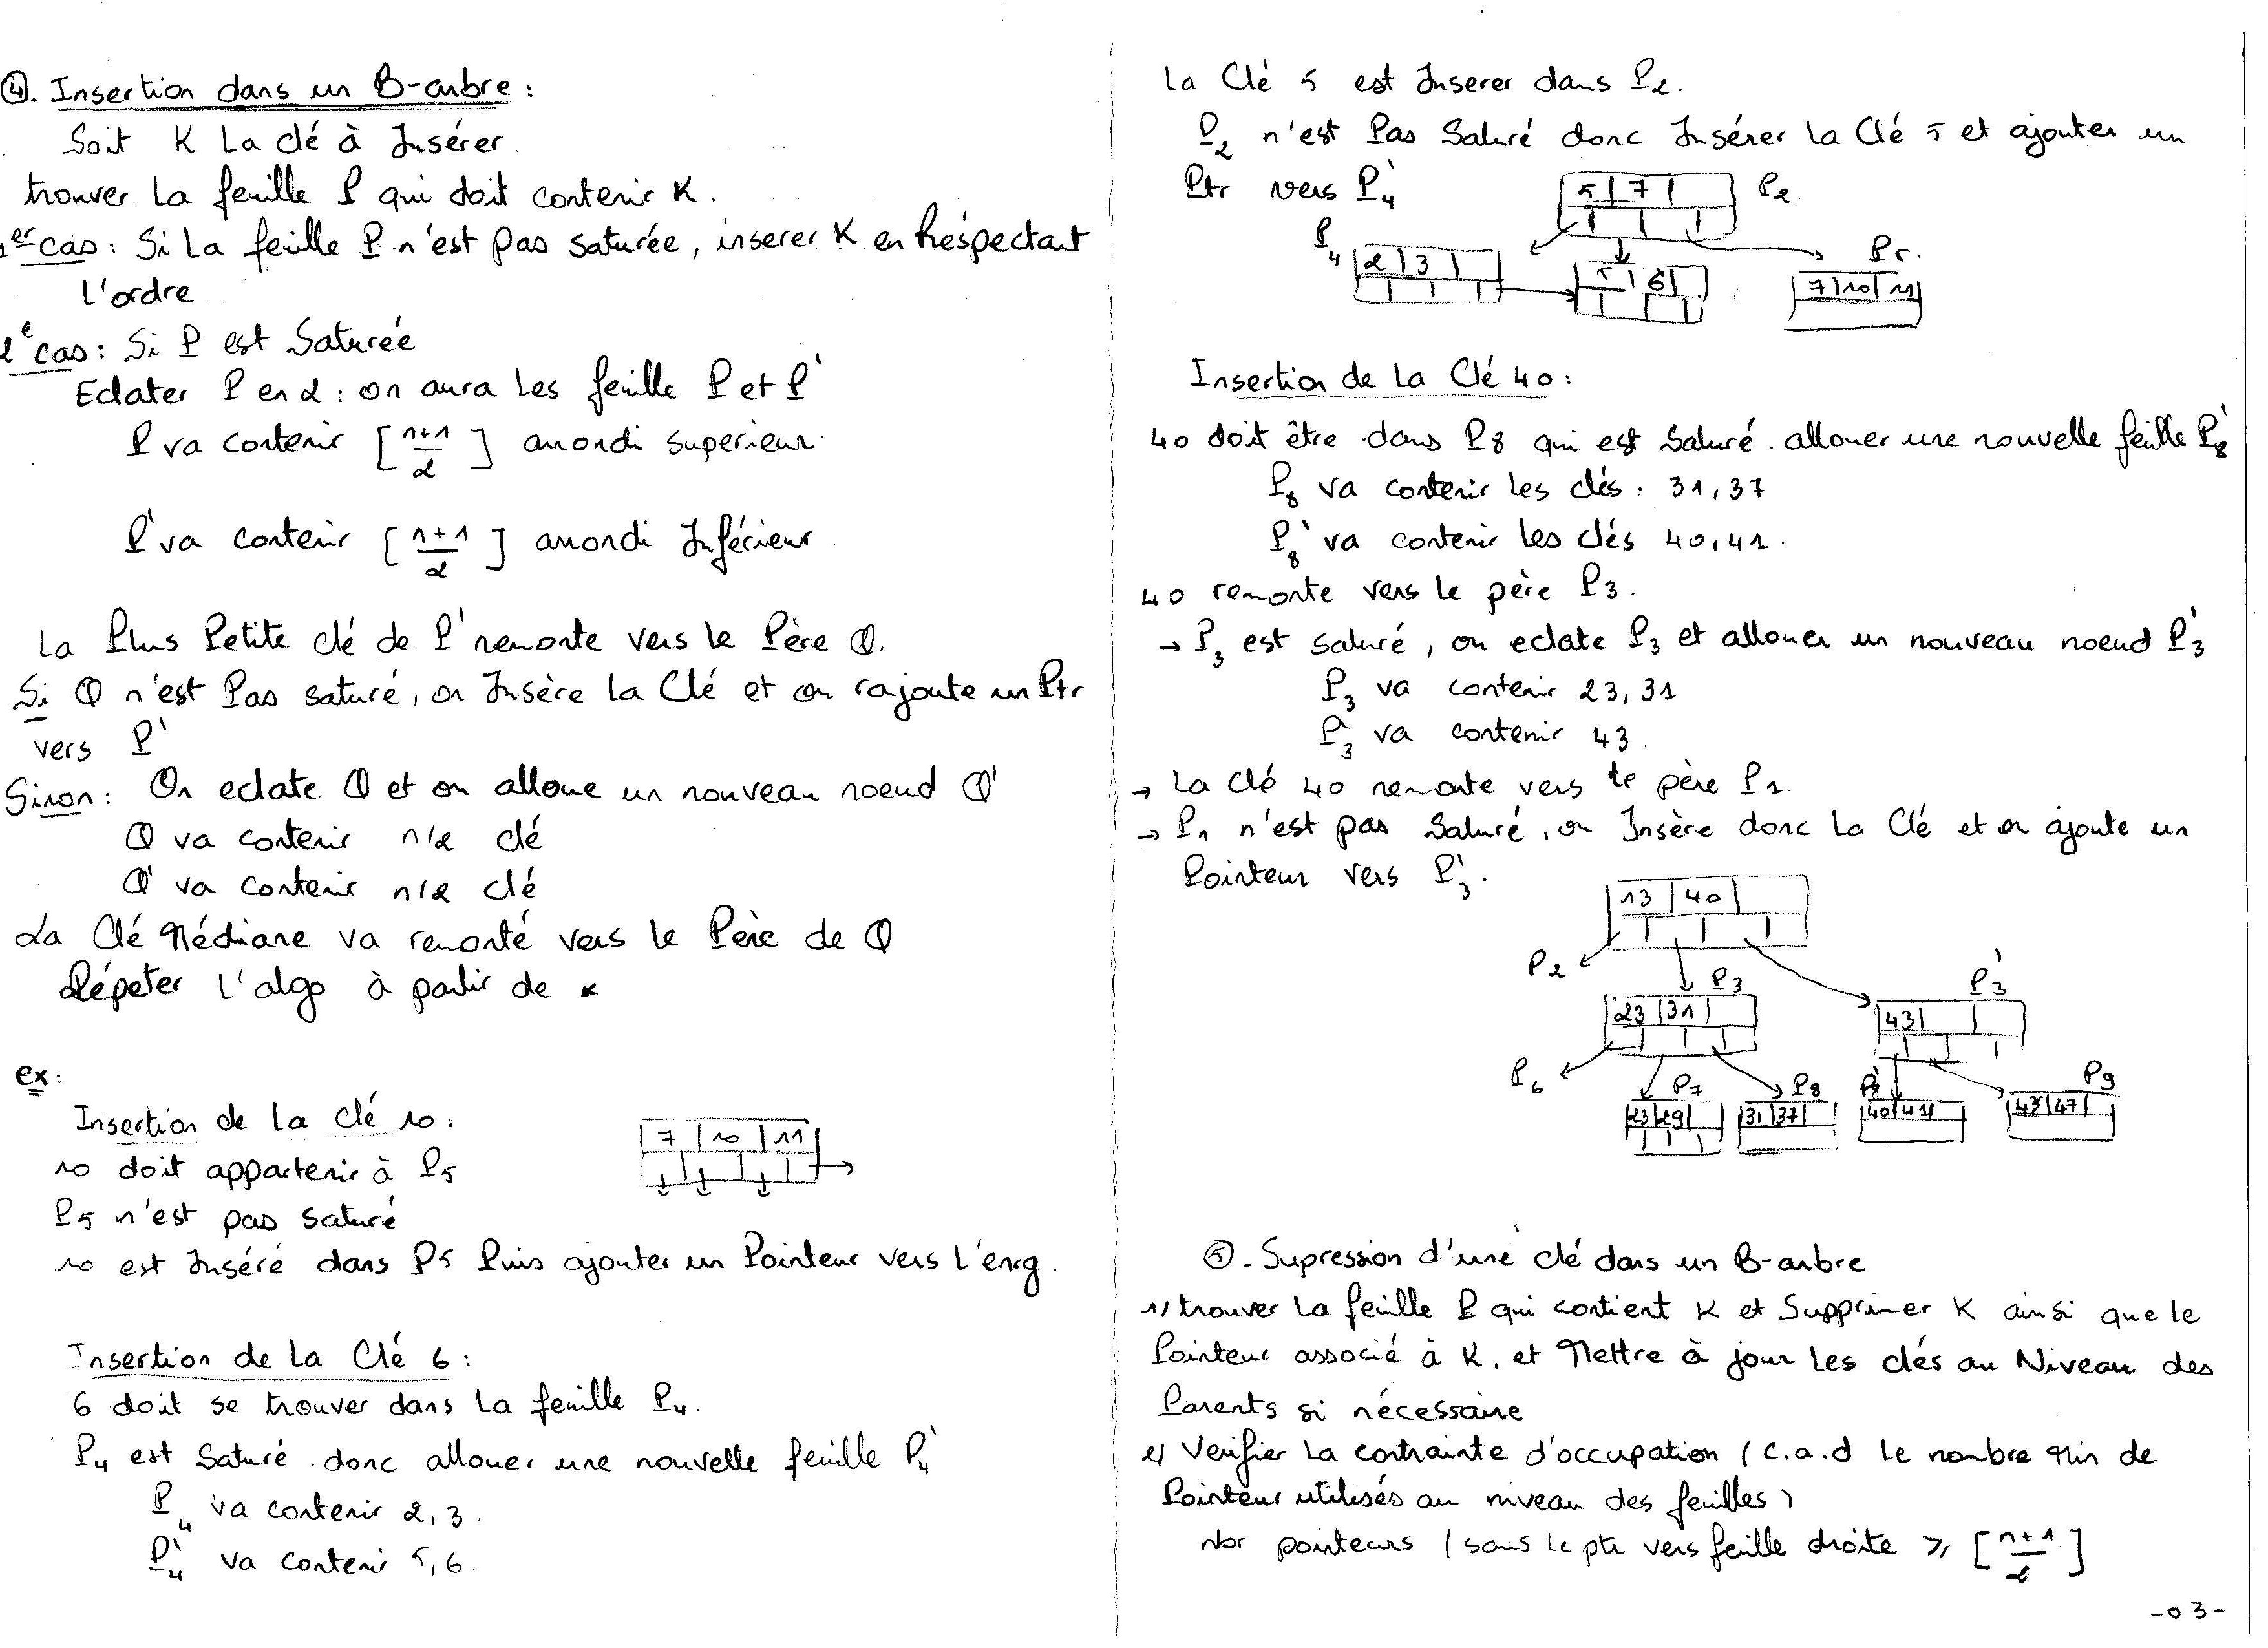 ④. Insertion dans un B-arbre :
Soit K La clé à Insérer.
trouver La feuille P qui doit contenir K.
1er cas : Si La feuille P n'est pas saturée, inserer K en Respectant
L'ordre
2e cas : Si P est Saturée
Eclater P en 2 : on aura Les feuille P et P'
P va contenir [n+1/2] arrondi superieur.
P' va contenir [n+1/2] arrondi Inférieur.
La Plus Petite clé de P' remonte vers le Père Q.
Si Q n'est Pas saturé, on Insère La Clé et on rajoute un Ptr
vers P'
Sinon : On eclate Q et on alloue un nouveau noeud Q'
Q va contenir n/2 clé
Q' va contenir n/2 clé
La Clé Médiane va remonté vers le Père de Q
Répeter L'algo à partir de *
ex :
Insertion de La clé 10 :
10 doit appartenir à P5
P5 n'est pas saturé
7 | 10 | 11
10 est Inséré dans P5 Puis ajouter un Pointeur vers L'enrg.
Insertion de La Clé 6 :
6 doit se trouver dans La feuille P4.
P4 est Saturé. donc allouer une nouvelle feuille P4'
P4 va contenir 2, 3.
P4' va contenir 5, 6.
La Clé 5 est Inserer dans P2.
P2 n'est Pas Saturé donc Insérer La Clé 5 et ajouter un
Ptr vers P4'
5 | 7 | P2
P4 2 | 3 |
5 | 6 |
P5.
7 | 10 | 11
Insertion de La Clé 40 :
40 doit être dans P8 qui est Saturé. allouer une nouvelle feuille P8'
P8 va contenir les clés : 31, 37
P8' va contenir les clés 40, 41.
40 remonte vers le père P3.
→ P3 est saturé, on eclate P3 et allouer un nouveau noeud P3'
P3 va contenir 23, 31
P3' va contenir 43.
→ La Clé 40 remonte vers le père P1.
→ P1 n'est pas Saturé, on Insère donc La Clé et on ajoute un
Pointeur vers P3'.
13 | 40 |
P2 P3 P3'
23 | 31 |
43 |
P6 P7 P8 P8' P9
23 | 29 |
31 | 37 |
40 | 41
43 | 47 |
⑤. Supression d'une clé dans un B-arbre
1/ trouver La feuille P qui contient K et Supprimer K ainsi que le
Pointeur associé à K, et Mettre à jour Les clés au Niveau des
Parents si nécessaire
2/ Verifier La contrainte d'occupation ( c.a.d le nombre Min de
Pointeur utilisés au niveau des feuilles )
Nbr pointeurs ( sans le ptr vers feille droite ⩾ [n+1/2]
-03-